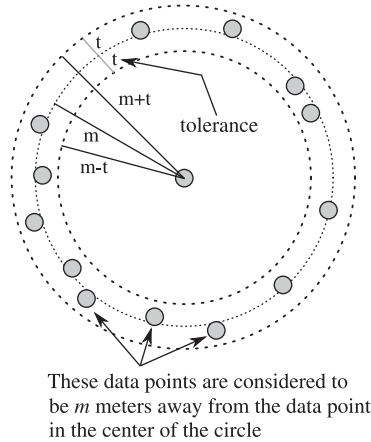 t
t
m+t
tolerance
m
m-t
These data points are considered to
be m meters away from the data point
in the center of the circle